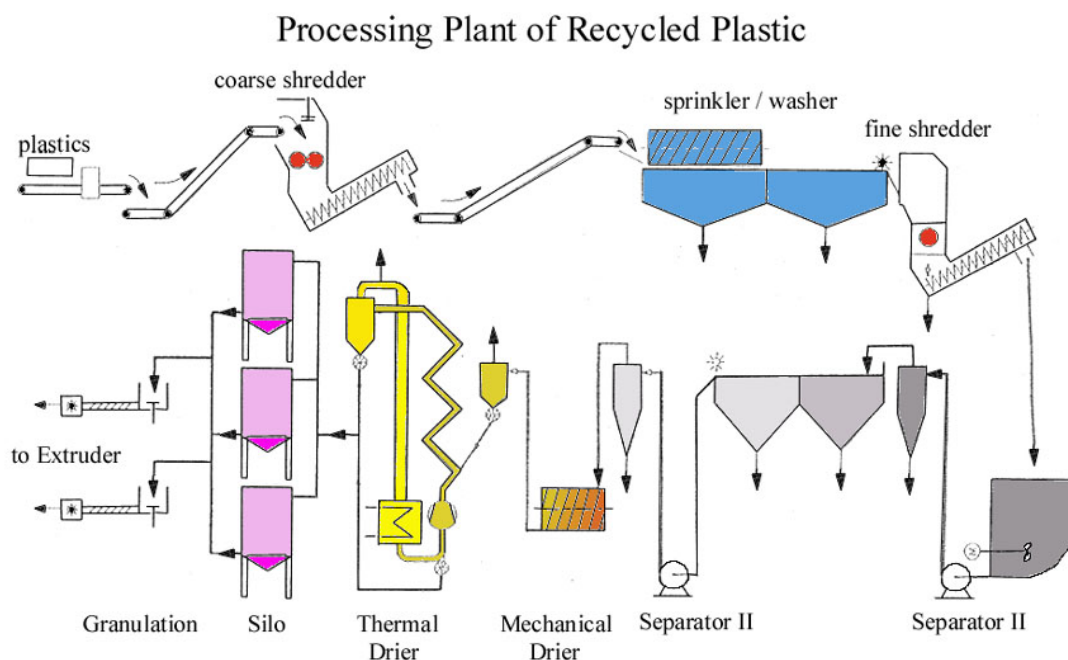 Processing Plant of Recycled Plastic
coarse shredder
sprinkler / washer
fine shredder
plastics
to Extruder
Granulation
Silo
Thermal
Drier
Mechanical
Drier
Separator II
Separator II